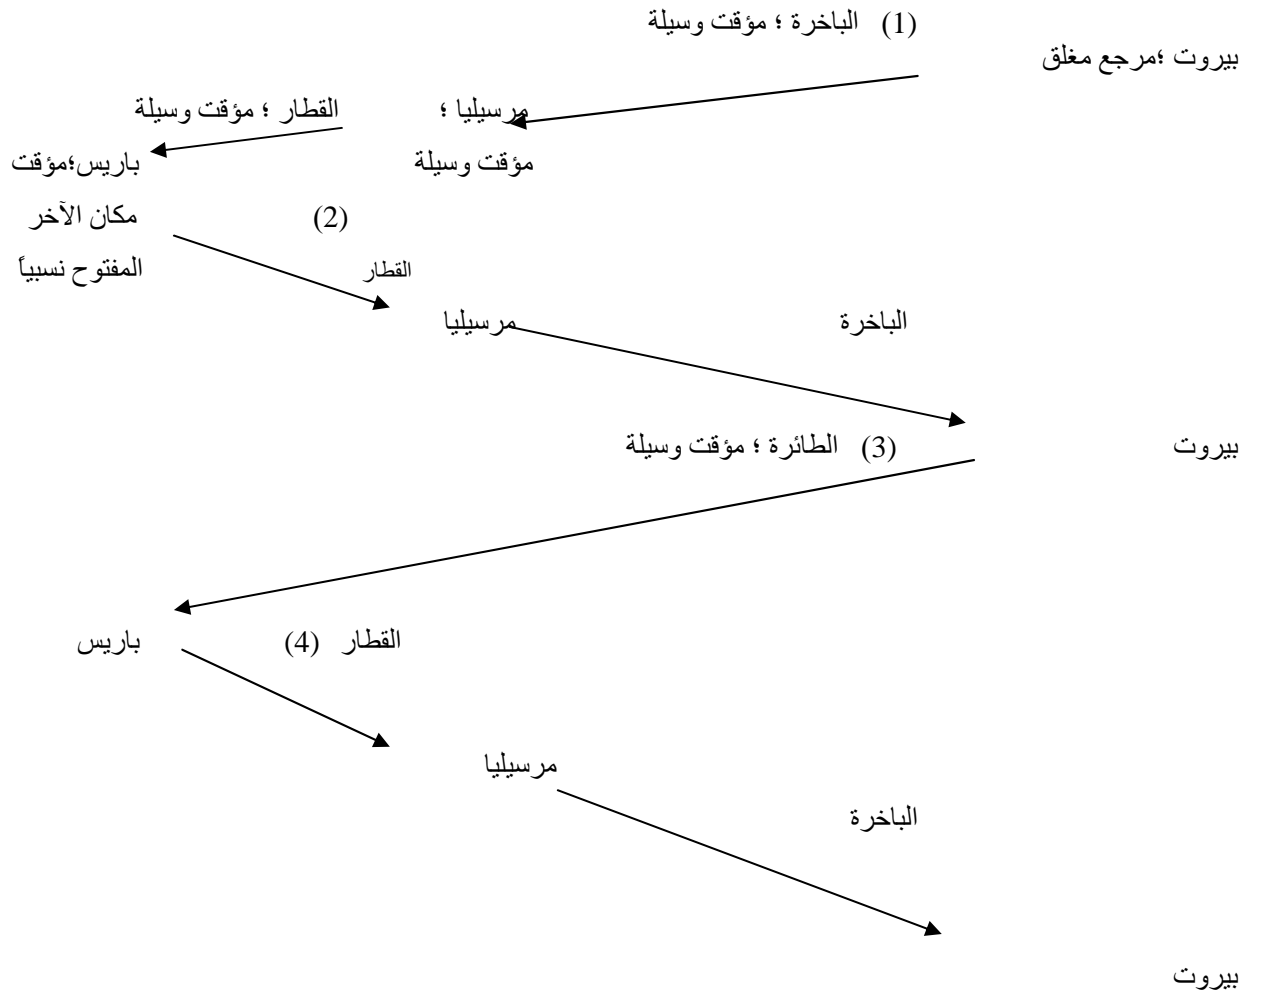 (1) الباخرة ؛ مؤقت وسيلة
بيروت ؛مرجع مغلق
مرسيليا ؛
القطار ؛ مؤقت وسيلة
مؤقت وسيلة
باريس؛مؤقت
(2)
مكان الآخر
القطار
المفتوح نسبياً
الباخرة
مرسيليا
بيروت
(3) الطائرة ؛ مؤقت وسيلة
القطار (4)
باريس
مرسيليا
الباخرة
بيروت